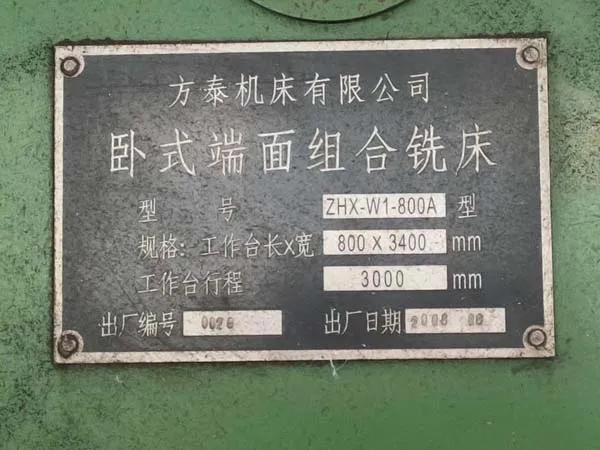 方泰机床有限公司
卧式端面组合铣床
型 号 ZHX-W1-800A 型
规格: 工作台长X宽 800 X 3400 mm
工作台行程 3000 mm
出厂编号 出厂日期